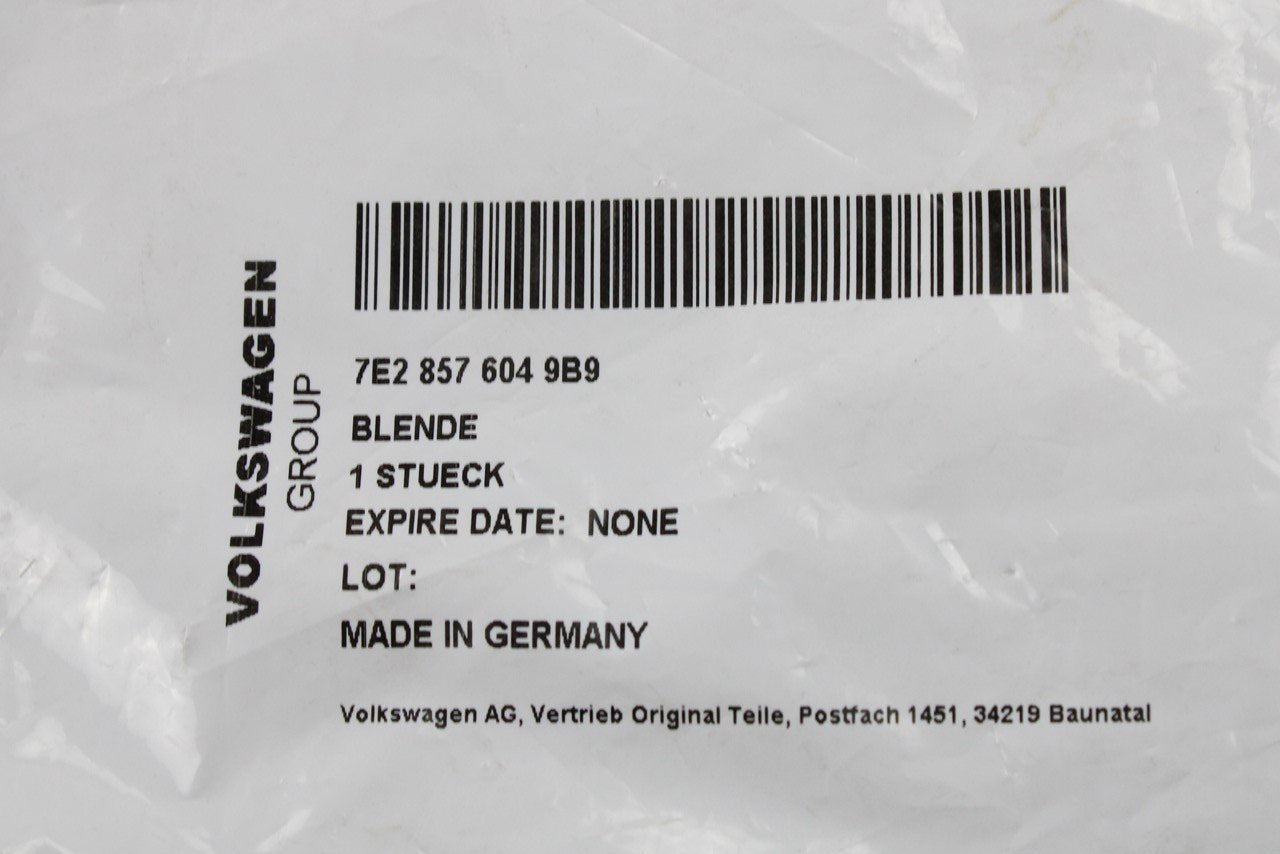 VOLKSWAGEN
GROUP
7E2 857 604 9B9
BLENDE
1 STUECK
EXPIRE DATE: NONE
LOT:
MADE IN GERMANY
Volkswagen AG, Vertrieb Original Teile, Postfach 1451, 34219 Baunatal